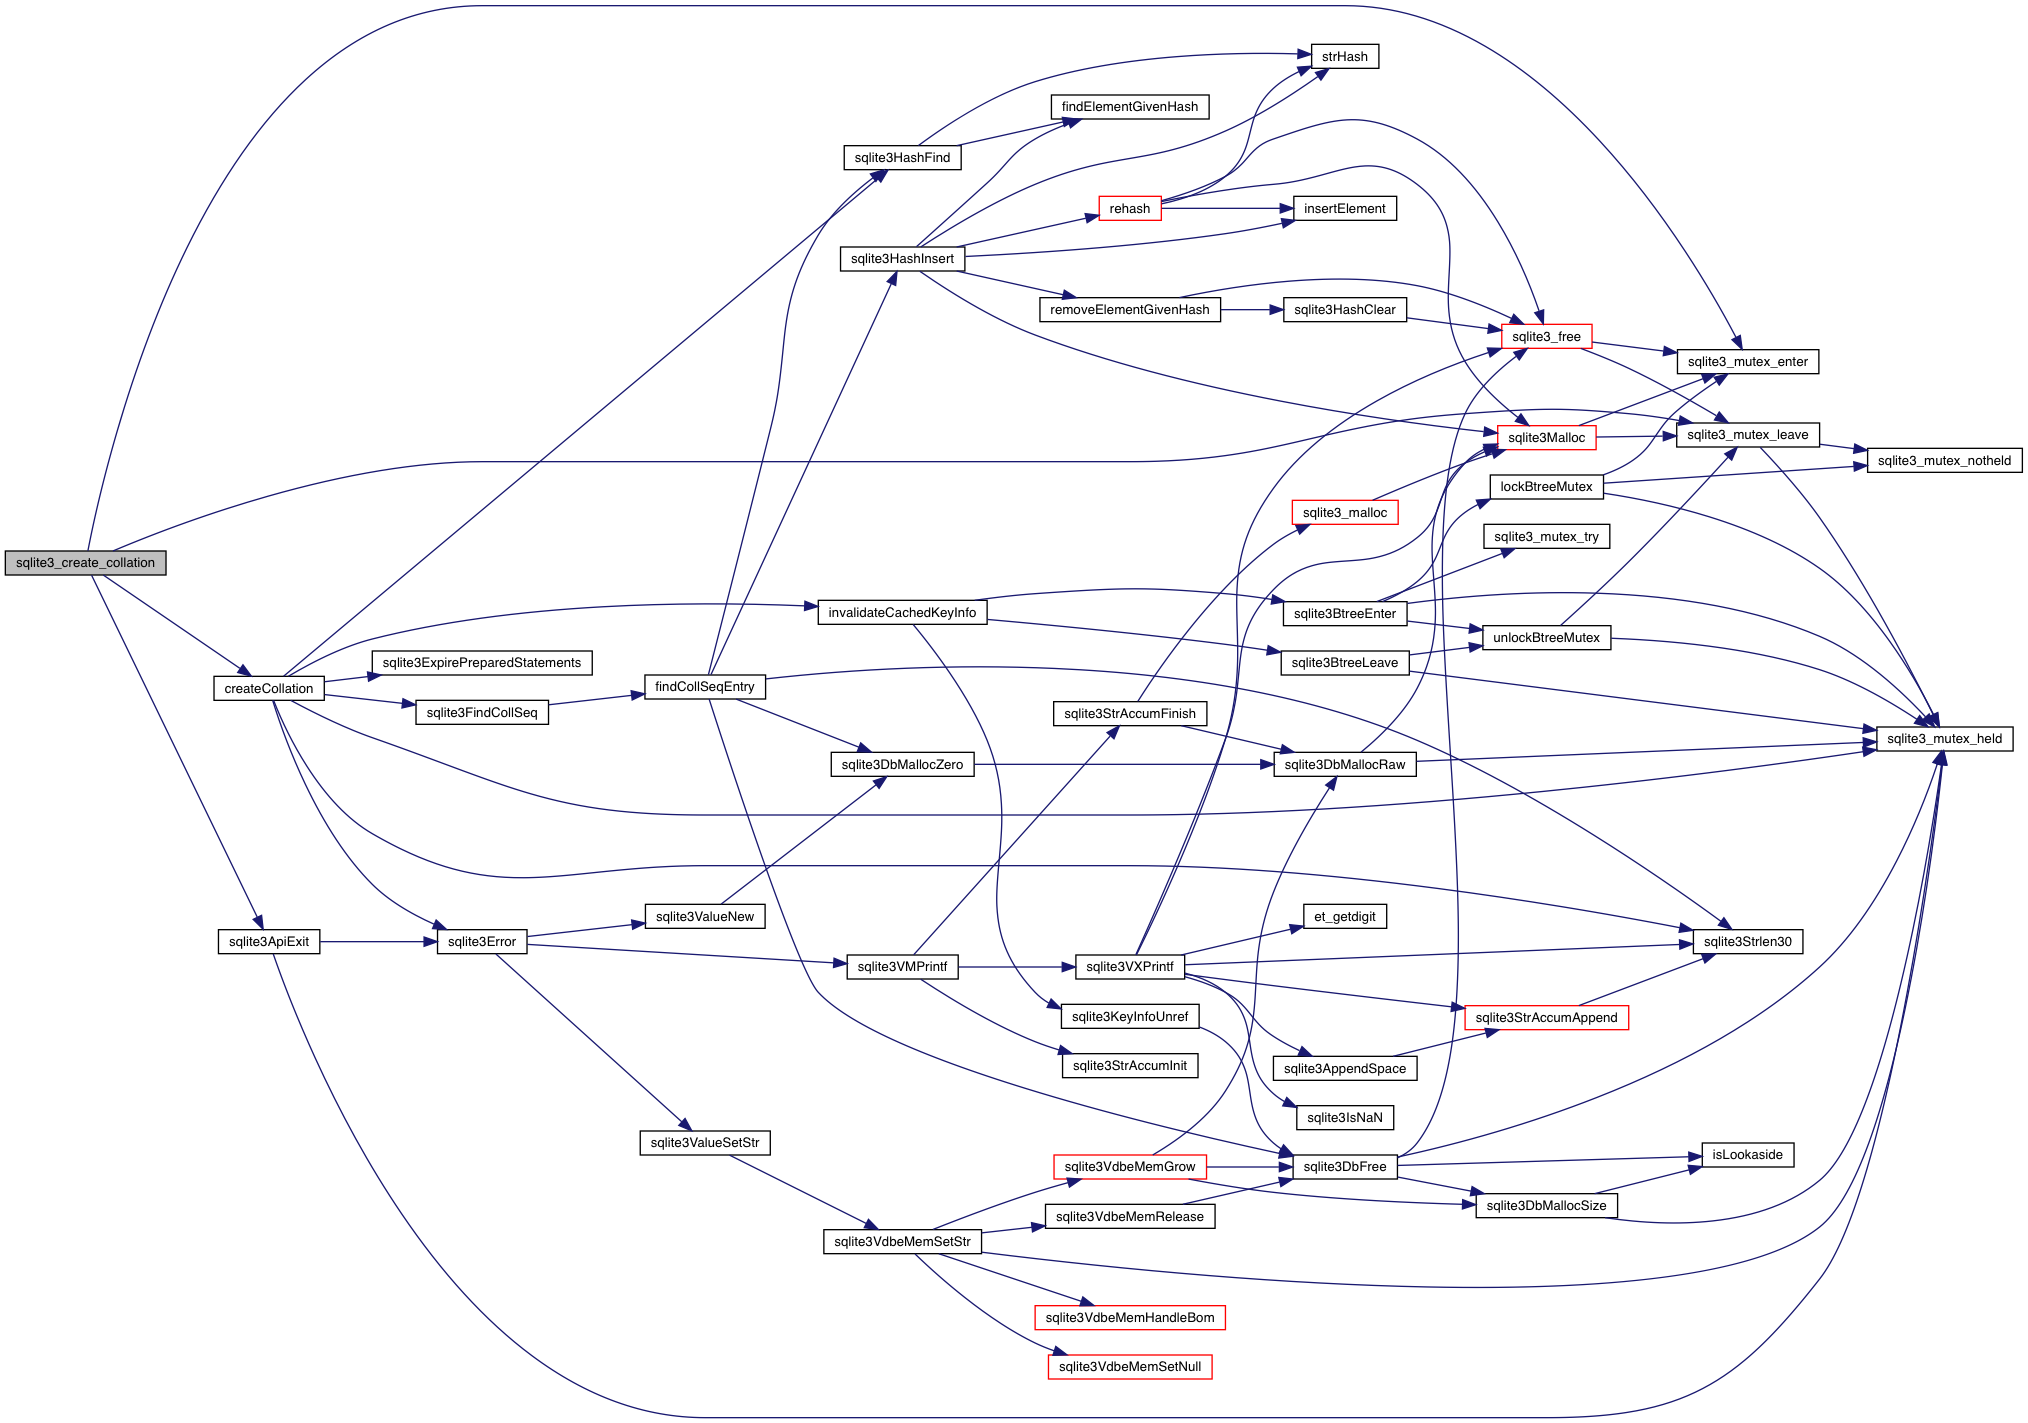 strHash
findElementGivenHash
sqlite3HashFind
rehash
insertElement
sqlite3HashInsert
removeElementGivenHash
sqlite3HashClear
sqlite3_free
sqlite3_mutex_enter
sqlite3Malloc
sqlite3_mutex_leave
sqlite3_mutex_notheld
lockBtreeMutex
sqlite3_malloc
sqlite3_mutex_try
sqlite3_create_collation
invalidateCachedKeyInfo
sqlite3BtreeEnter
unlockBtreeMutex
sqlite3ExpirePreparedStatements
sqlite3BtreeLeave
createCollation
findCollSeqEntry
sqlite3FindCollSeq
sqlite3StrAccumFinish
sqlite3_mutex_held
sqlite3DbMallocZero
sqlite3DbMallocRaw
sqlite3ValueNew
et_getdigit
sqlite3ApiExit
sqlite3Error
sqlite3Strlen30
sqlite3VMPrintf
sqlite3VXPrintf
sqlite3KeyInfoUnref
sqlite3StrAccumAppend
sqlite3StrAccumInit
sqlite3AppendSpace
sqlite3IsNaN
sqlite3ValueSetStr
isLookaside
sqlite3VdbeMemGrow
sqlite3DbFree
sqlite3DbMallocSize
sqlite3VdbeMemRelease
sqlite3VdbeMemSetStr
sqlite3VdbeMemHandleBom
sqlite3VdbeMemSetNull